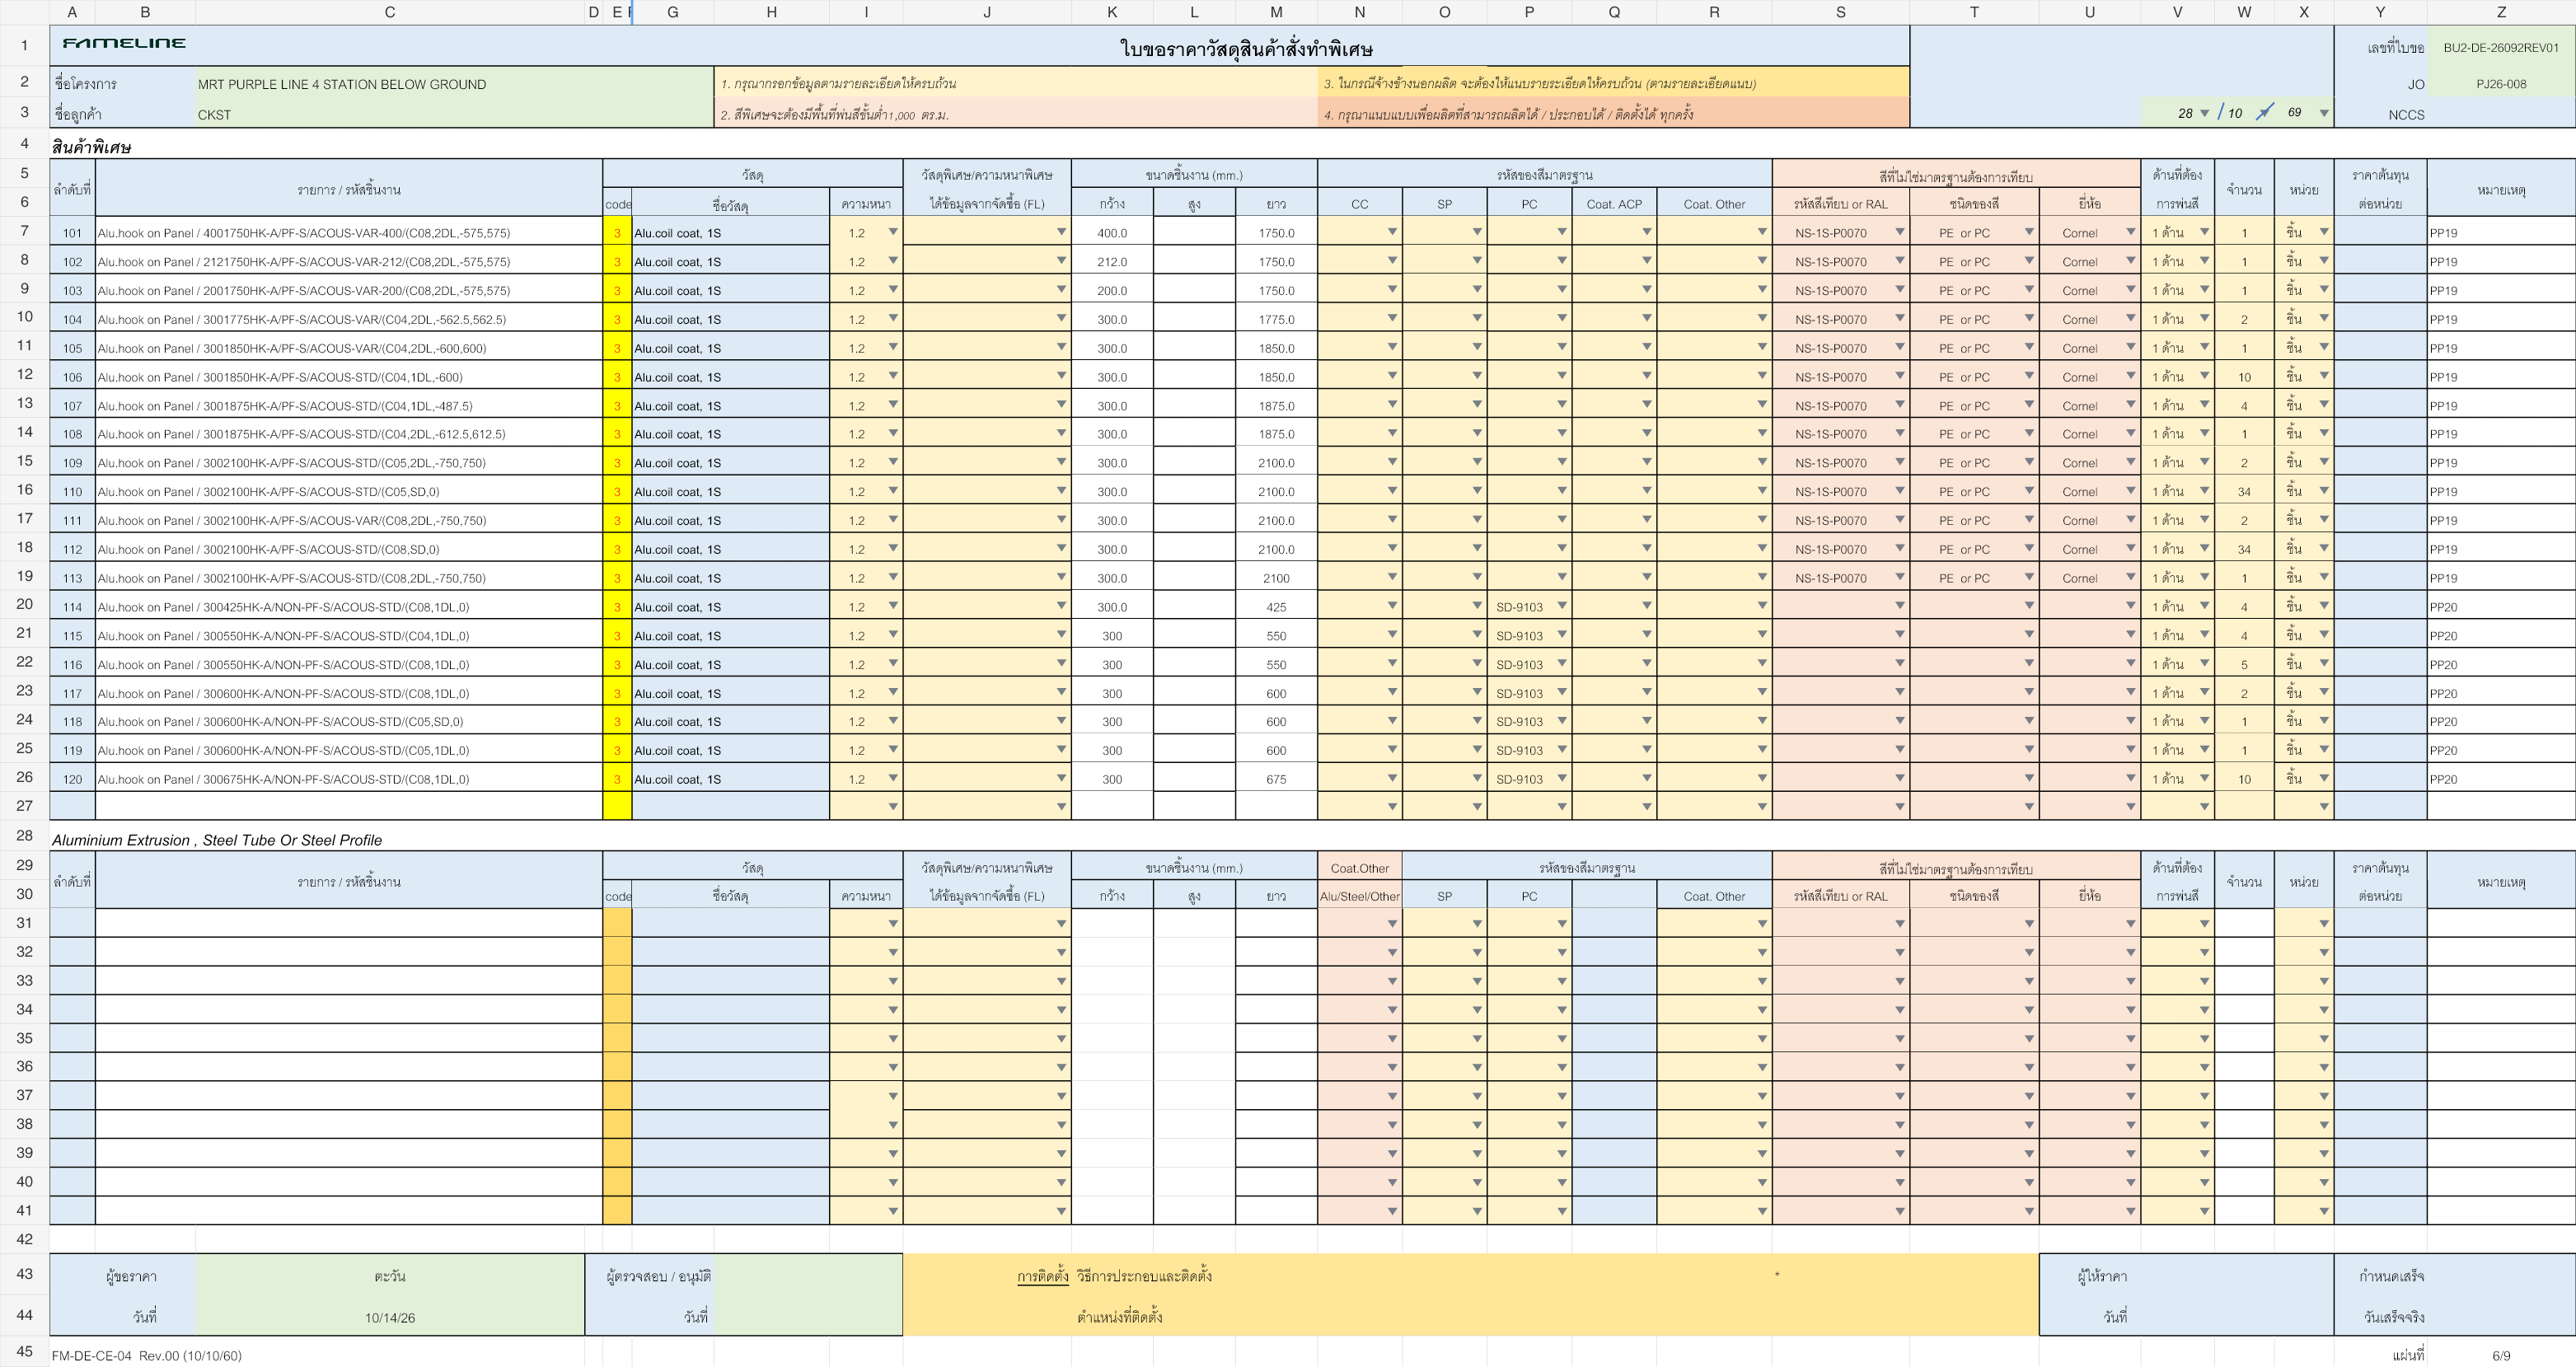 A B C D E F G H I J K L M N O P Q R S T U V W X Y Z
1 FAMELINE ใบขอราคาวัสดุสินค้าสั่งทำพิเศษ เลขที่ใบขอ BU2-DE-26092REV01
2 ชื่อโครงการ MRT PURPLE LINE 4 STATION BELOW GROUND 1. กรุณากรอกข้อมูลตามรายละเอียดให้ครบถ้วน 3. ในกรณีจ้างข้างนอกผลิต จะต้องให้แนบรายระเอียดให้ครบถ้วน (ตามรายละเอียดแนบ) JO PJ26-008
3 ชื่อลูกค้า CKST 2. สีพิเศษจะต้องมีพื้นที่พ่นสีขั้นต่ำ1,000 ตร.ม. 4. กรุณาแนบแบบเพื่อผลิตที่สามารถผลิตได้ / ประกอบได้ / ติดตั้งได้ ทุกครั้ง 28 / 10 / 69 NCCS
4 สินค้าพิเศษ
5 ลำดับที่ รายการ / รหัสชิ้นงาน วัสดุ วัสดุพิเศษ/ความหนาพิเศษ ขนาดชิ้นงาน (mm.) รหัสของสีมาตรฐาน สีที่ไม่ใช่มาตรฐานต้องการเทียบ ด้านที่ต้อง จำนวน หน่วย ราคาต้นทุน หมายเหตุ
6 code ชื่อวัสดุ ความหนา ได้ข้อมูลจากจัดซื้อ (FL) กว้าง สูง ยาว CC SP PC Coat. ACP Coat. Other รหัสสีเทียบ or RAL ชนิดของสี ยี่ห้อ การพ่นสี ต่อหน่วย
7 101 Alu.hook on Panel / 4001750HK-A/PF-S/ACOUS-VAR-400/(C08,2DL,-575,575) 3 Alu.coil coat, 1S 1.2 400.0 1750.0 NS-1S-P0070 PE or PC Cornel 1 ด้าน 1 ชิ้น PP19
8 102 Alu.hook on Panel / 2121750HK-A/PF-S/ACOUS-VAR-212/(C08,2DL,-575,575) 3 Alu.coil coat, 1S 1.2 212.0 1750.0 NS-1S-P0070 PE or PC Cornel 1 ด้าน 1 ชิ้น PP19
9 103 Alu.hook on Panel / 2001750HK-A/PF-S/ACOUS-VAR-200/(C08,2DL,-575,575) 3 Alu.coil coat, 1S 1.2 200.0 1750.0 NS-1S-P0070 PE or PC Cornel 1 ด้าน 1 ชิ้น PP19
10 104 Alu.hook on Panel / 3001775HK-A/PF-S/ACOUS-VAR/(C04,2DL,-562.5,562.5) 3 Alu.coil coat, 1S 1.2 300.0 1775.0 NS-1S-P0070 PE or PC Cornel 1 ด้าน 2 ชิ้น PP19
11 105 Alu.hook on Panel / 3001850HK-A/PF-S/ACOUS-VAR/(C04,2DL,-600,600) 3 Alu.coil coat, 1S 1.2 300.0 1850.0 NS-1S-P0070 PE or PC Cornel 1 ด้าน 1 ชิ้น PP19
12 106 Alu.hook on Panel / 3001850HK-A/PF-S/ACOUS-STD/(C04,1DL,-600) 3 Alu.coil coat, 1S 1.2 300.0 1850.0 NS-1S-P0070 PE or PC Cornel 1 ด้าน 10 ชิ้น PP19
13 107 Alu.hook on Panel / 3001875HK-A/PF-S/ACOUS-STD/(C04,1DL,-487.5) 3 Alu.coil coat, 1S 1.2 300.0 1875.0 NS-1S-P0070 PE or PC Cornel 1 ด้าน 4 ชิ้น PP19
14 108 Alu.hook on Panel / 3001875HK-A/PF-S/ACOUS-STD/(C04,2DL,-612.5,612.5) 3 Alu.coil coat, 1S 1.2 300.0 1875.0 NS-1S-P0070 PE or PC Cornel 1 ด้าน 1 ชิ้น PP19
15 109 Alu.hook on Panel / 3002100HK-A/PF-S/ACOUS-STD/(C05,2DL,-750,750) 3 Alu.coil coat, 1S 1.2 300.0 2100.0 NS-1S-P0070 PE or PC Cornel 1 ด้าน 2 ชิ้น PP19
16 110 Alu.hook on Panel / 3002100HK-A/PF-S/ACOUS-STD/(C05,SD,0) 3 Alu.coil coat, 1S 1.2 300.0 2100.0 NS-1S-P0070 PE or PC Cornel 1 ด้าน 34 ชิ้น PP19
17 111 Alu.hook on Panel / 3002100HK-A/PF-S/ACOUS-VAR/(C08,2DL,-750,750) 3 Alu.coil coat, 1S 1.2 300.0 2100.0 NS-1S-P0070 PE or PC Cornel 1 ด้าน 2 ชิ้น PP19
18 112 Alu.hook on Panel / 3002100HK-A/PF-S/ACOUS-STD/(C08,SD,0) 3 Alu.coil coat, 1S 1.2 300.0 2100.0 NS-1S-P0070 PE or PC Cornel 1 ด้าน 34 ชิ้น PP19
19 113 Alu.hook on Panel / 3002100HK-A/PF-S/ACOUS-STD/(C08,2DL,-750,750) 3 Alu.coil coat, 1S 1.2 300.0 2100 NS-1S-P0070 PE or PC Cornel 1 ด้าน 1 ชิ้น PP19
20 114 Alu.hook on Panel / 300425HK-A/NON-PF-S/ACOUS-STD/(C08,1DL,0) 3 Alu.coil coat, 1S 1.2 300.0 425 SD-9103 1 ด้าน 4 ชิ้น PP20
21 115 Alu.hook on Panel / 300550HK-A/NON-PF-S/ACOUS-STD/(C04,1DL,0) 3 Alu.coil coat, 1S 1.2 300 550 SD-9103 1 ด้าน 4 ชิ้น PP20
22 116 Alu.hook on Panel / 300550HK-A/NON-PF-S/ACOUS-STD/(C08,1DL,0) 3 Alu.coil coat, 1S 1.2 300 550 SD-9103 1 ด้าน 5 ชิ้น PP20
23 117 Alu.hook on Panel / 300600HK-A/NON-PF-S/ACOUS-STD/(C08,1DL,0) 3 Alu.coil coat, 1S 1.2 300 600 SD-9103 1 ด้าน 2 ชิ้น PP20
24 118 Alu.hook on Panel / 300600HK-A/NON-PF-S/ACOUS-STD/(C05,SD,0) 3 Alu.coil coat, 1S 1.2 300 600 SD-9103 1 ด้าน 1 ชิ้น PP20
25 119 Alu.hook on Panel / 300600HK-A/NON-PF-S/ACOUS-STD/(C05,1DL,0) 3 Alu.coil coat, 1S 1.2 300 600 SD-9103 1 ด้าน 1 ชิ้น PP20
26 120 Alu.hook on Panel / 300675HK-A/NON-PF-S/ACOUS-STD/(C08,1DL,0) 3 Alu.coil coat, 1S 1.2 300 675 SD-9103 1 ด้าน 10 ชิ้น PP20
27
28 Aluminium Extrusion , Steel Tube Or Steel Profile
29 ลำดับที่ รายการ / รหัสชิ้นงาน วัสดุ วัสดุพิเศษ/ความหนาพิเศษ ขนาดชิ้นงาน (mm.) Coat.Other รหัสของสีมาตรฐาน สีที่ไม่ใช่มาตรฐานต้องการเทียบ ด้านที่ต้อง จำนวน หน่วย ราคาต้นทุน หมายเหตุ
30 code ชื่อวัสดุ ความหนา ได้ข้อมูลจากจัดซื้อ (FL) กว้าง สูง ยาว Alu/Steel/Other SP PC Coat. Other รหัสสีเทียบ or RAL ชนิดของสี ยี่ห้อ การพ่นสี ต่อหน่วย
31
32
33
34
35
36
37
38
39
40
41
42
43 ผู้ขอราคา ตะวัน ผู้ตรวจสอบ / อนุมัติ การติดตั้ง วิธีการประกอบและติดตั้ง * ผู้ให้ราคา กำหนดเสร็จ
44 วันที่ 10/14/26 วันที่ ตำแหน่งที่ติดตั้ง วันที่ วันเสร็จจริง
45 FM-DE-CE-04 Rev.00 (10/10/60) แผ่นที่ 6/9